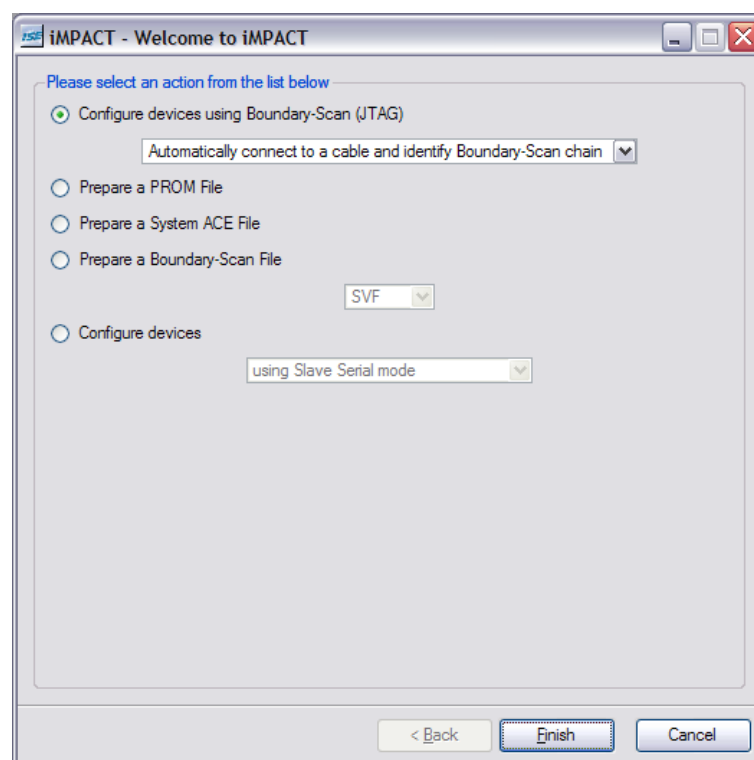 ISE iMPACT - Welcome to iMPACT
Please select an action from the list below
Configure devices using Boundary-Scan (JTAG)
Automatically connect to a cable and identify Boundary-Scan chain
Prepare a PROM File
Prepare a System ACE File
Prepare a Boundary-Scan File
SVF
Configure devices
using Slave Serial mode
< Back Finish Cancel